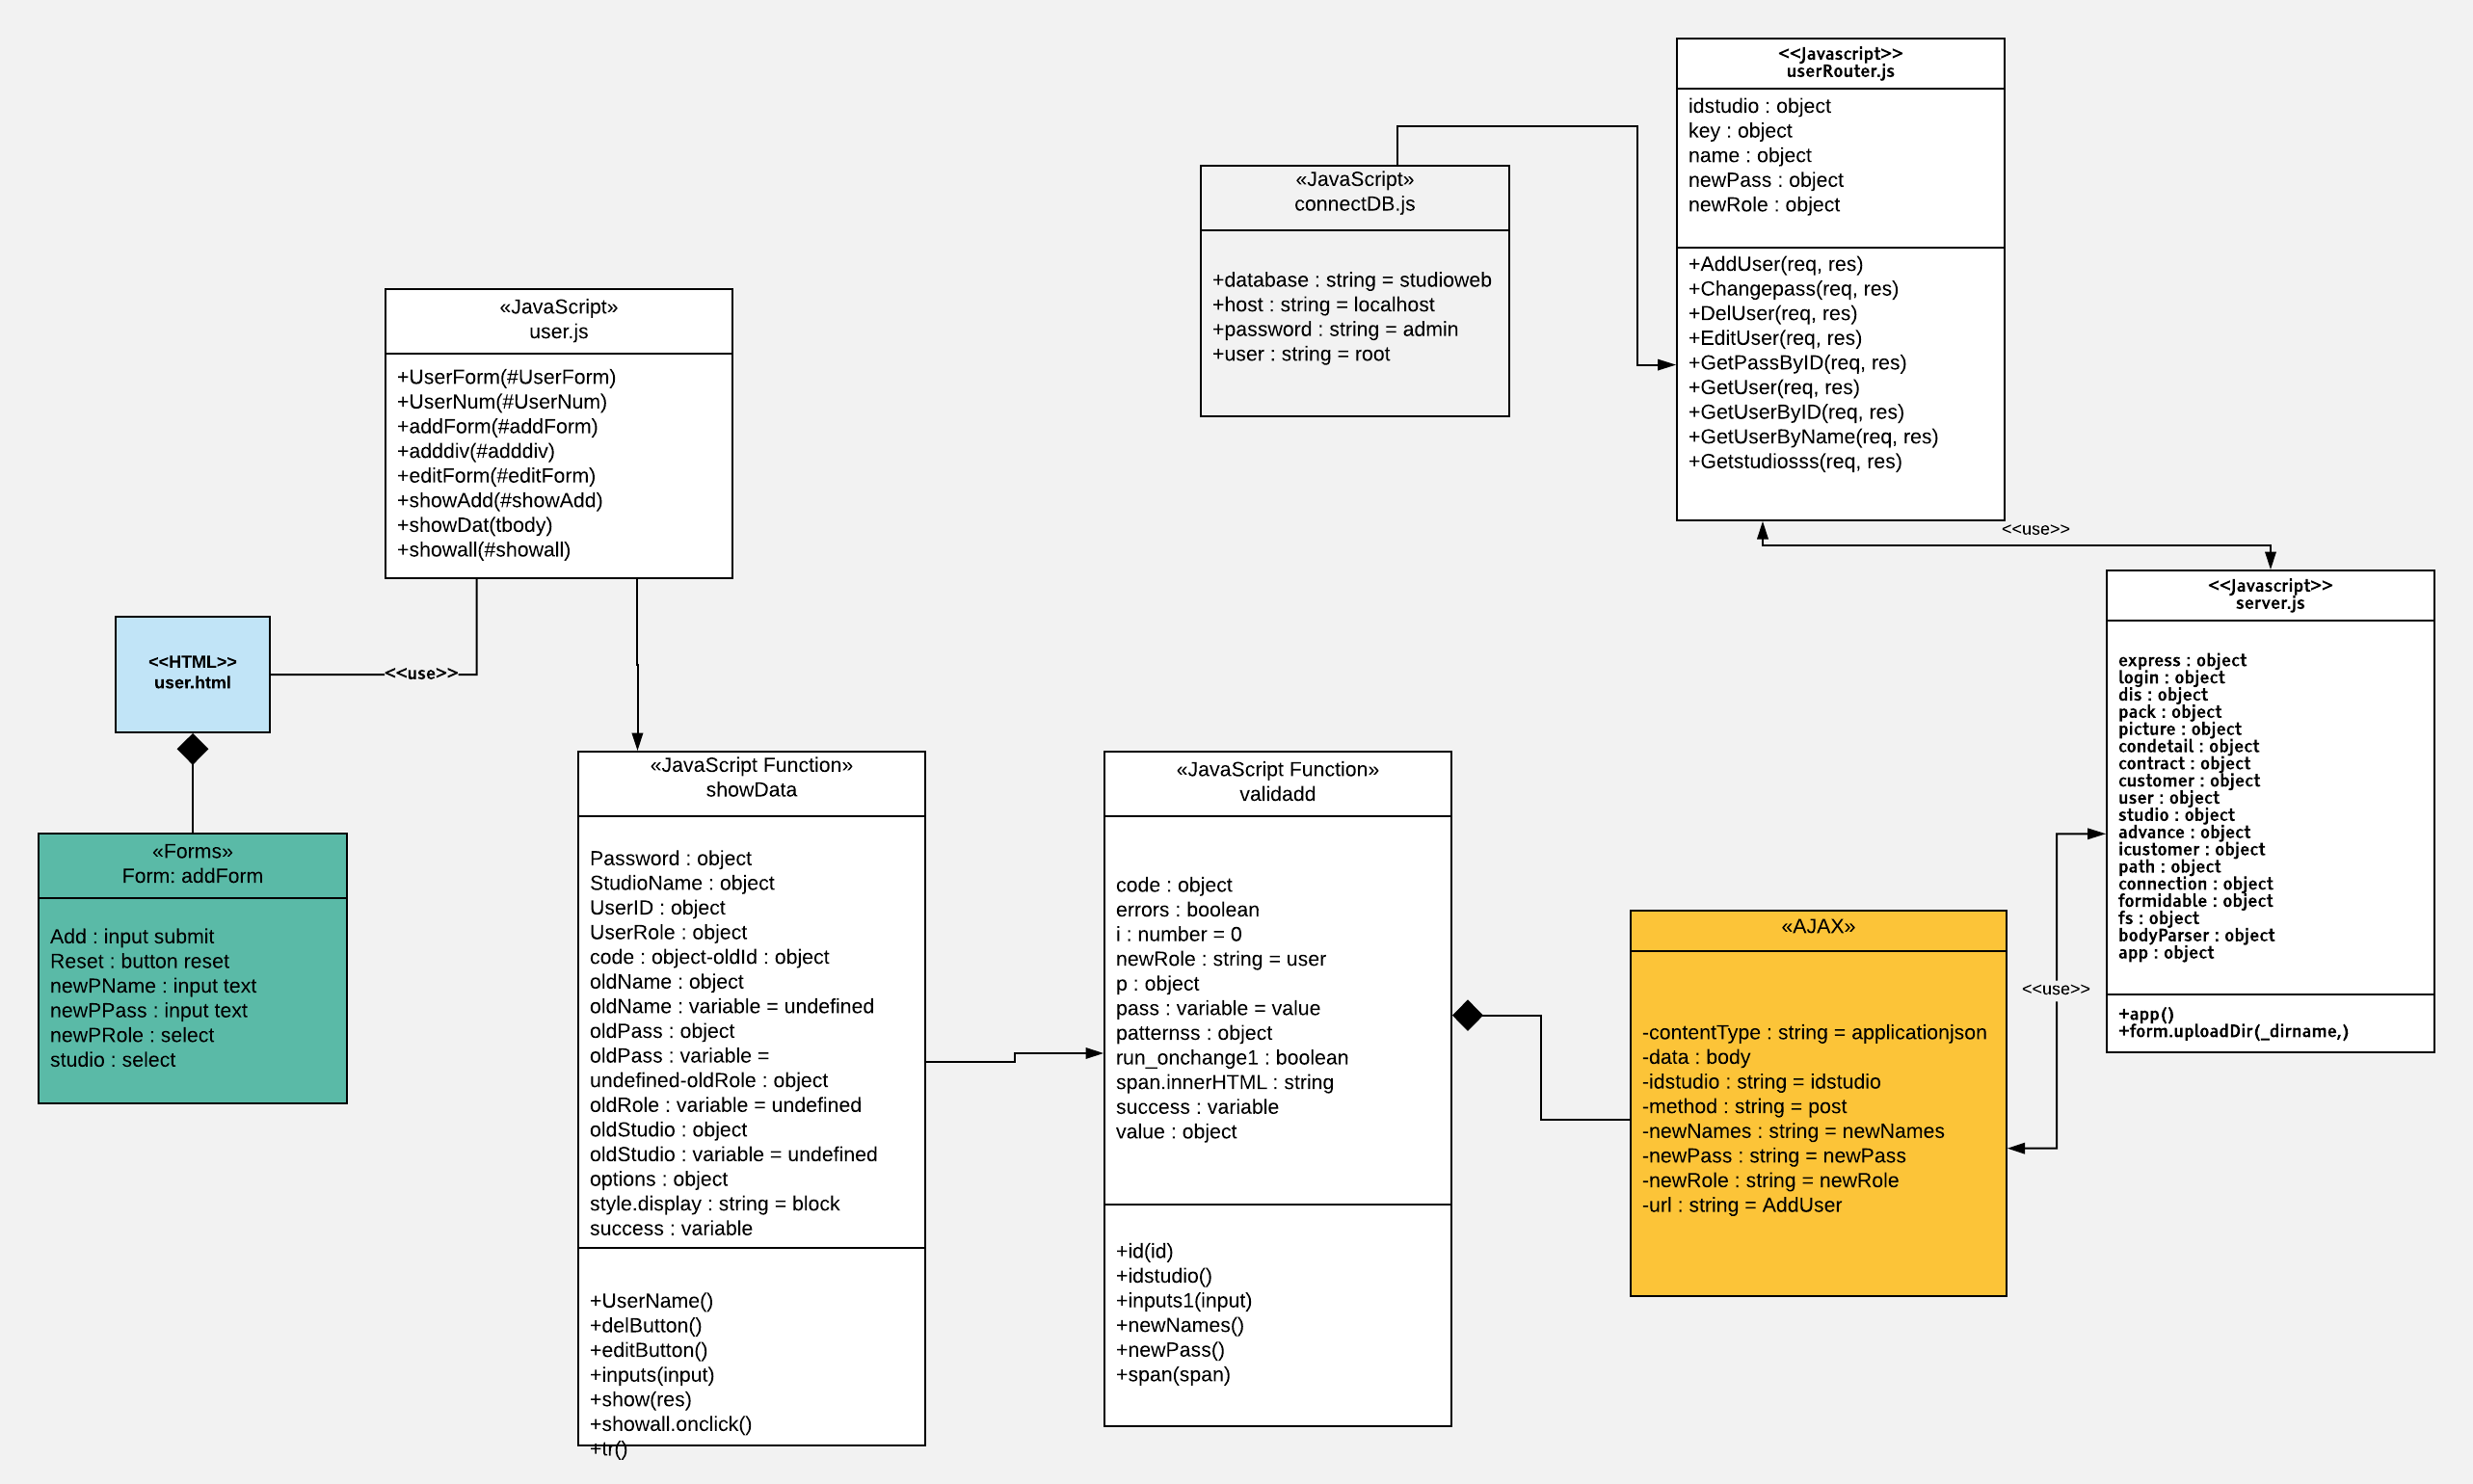 <<Javascript>>
userRouter.js
idstudio : object
key : object
name : object
newPass : object
newRole : object
+AddUser(req, res)
+Changepass(req, res)
+DelUser(req, res)
+EditUser(req, res)
+GetPassByID(req, res)
+GetUser(req, res)
+GetUserByID(req, res)
+GetUserByName(req, res)
+Getstudiosss(req, res)
«JavaScript»
connectDB.js
+database : string = studioweb
+host : string = localhost
+password : string = admin
+user : string = root
«JavaScript»
user.js
+UserForm(#UserForm)
+UserNum(#UserNum)
+addForm(#addForm)
+adddiv(#adddiv)
+editForm(#editForm)
+showAdd(#showAdd)
+showDat(tbody)
+showall(#showall)
<<use>>
<<HTML>>
user.html
<<use>>
«Forms»
Form: addForm
Add : input submit
Reset : button reset
newPName : input text
newPPass : input text
newPRole : select
studio : select
«JavaScript Function»
showData
Password : object
StudioName : object
UserID : object
UserRole : object
code : object-oldId : object
oldName : object
oldName : variable = undefined
oldPass : object
oldPass : variable =
undefined-oldRole : object
oldRole : variable = undefined
oldStudio : object
oldStudio : variable = undefined
options : object
style.display : string = block
success : variable
+UserName()
+delButton()
+editButton()
+inputs(input)
+show(res)
+showall.onclick()
+tr()
«JavaScript Function»
validadd
code : object
errors : boolean
i : number = 0
newRole : string = user
p : object
pass : variable = value
patternss : object
run_onchange1 : boolean
span.innerHTML : string
success : variable
value : object
+id(id)
+idstudio()
+inputs1(input)
+newNames()
+newPass()
+span(span)
«AJAX»
-contentType : string = applicationjson
-data : body
-idstudio : string = idstudio
-method : string = post
-newNames : string = newNames
-newPass : string = newPass
-newRole : string = newRole
-url : string = AddUser
<<use>>
<<Javascript>>
server.js
express : object
login : object
dis : object
pack : object
picture : object
condetail : object
contract : object
customer : object
user : object
studio : object
advance : object
icustomer : object
path : object
connection : object
formidable : object
fs : object
bodyParser : object
app : object
+app()
+form.uploadDir(_dirname,)